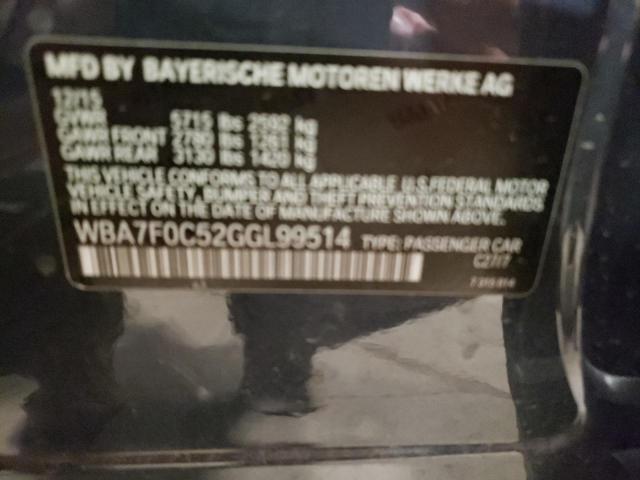 MFD BY BAYERISCHE MOTOREN WERKE AG
12/15
GVWR 5715 lbs 2592 kg
GAWR FRONT 2780 lbs 1261 kg
GAWR REAR 3130 lbs 1420 kg
THIS VEHICLE CONFORMS TO ALL APPLICABLE U.S.FEDERAL MOTOR
VEHICLE SAFETY, BUMPER AND THEFT PREVENTION STANDARDS
IN EFFECT ON THE DATE OF MANUFACTURE SHOWN ABOVE.
WBA7F0C52GGL99514 TYPE: PASSENGER CAR